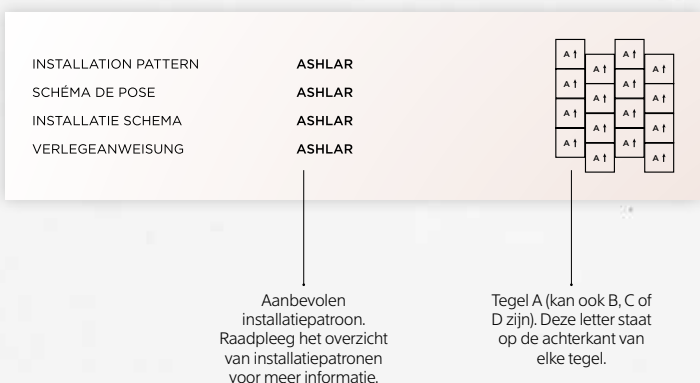 INSTALLATION PATTERN ASHLAR
SCHÉMA DE POSE ASHLAR
INSTALLATIE SCHEMA ASHLAR
VERLEGEANWEISUNG ASHLAR
A A
A A
A A
A A
A A
A A
A A
A A
Aanbevolen
installatiepatroon.
Raadpleeg het overzicht
van installatiepatronen
voor meer informatie.
Tegel A (kan ook B, C of
D zijn). Deze letter staat
op de achterkant van
elke tegel.